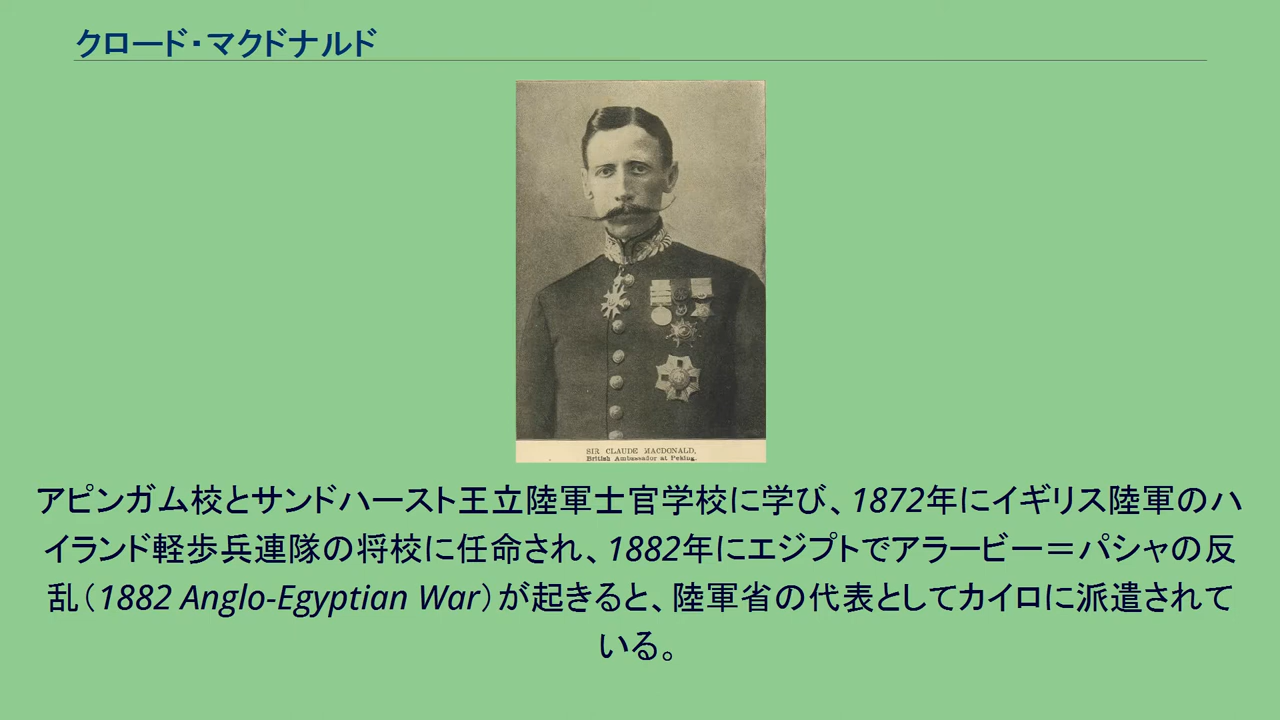 クロード・マクドナルド
SIR CLAUDE MACDONALD,
British Ambassador at Peking.
アピンガム校とサンドハースト王立陸軍士官学校に学び、1872年にイギリス陸軍のハ
イランド軽歩兵連隊の将校に任命され、1882年にエジプトでアラービー＝パシャの反
乱（1882 Anglo-Egyptian War）が起きると、陸軍省の代表としてカイロに派遣されて
いる。